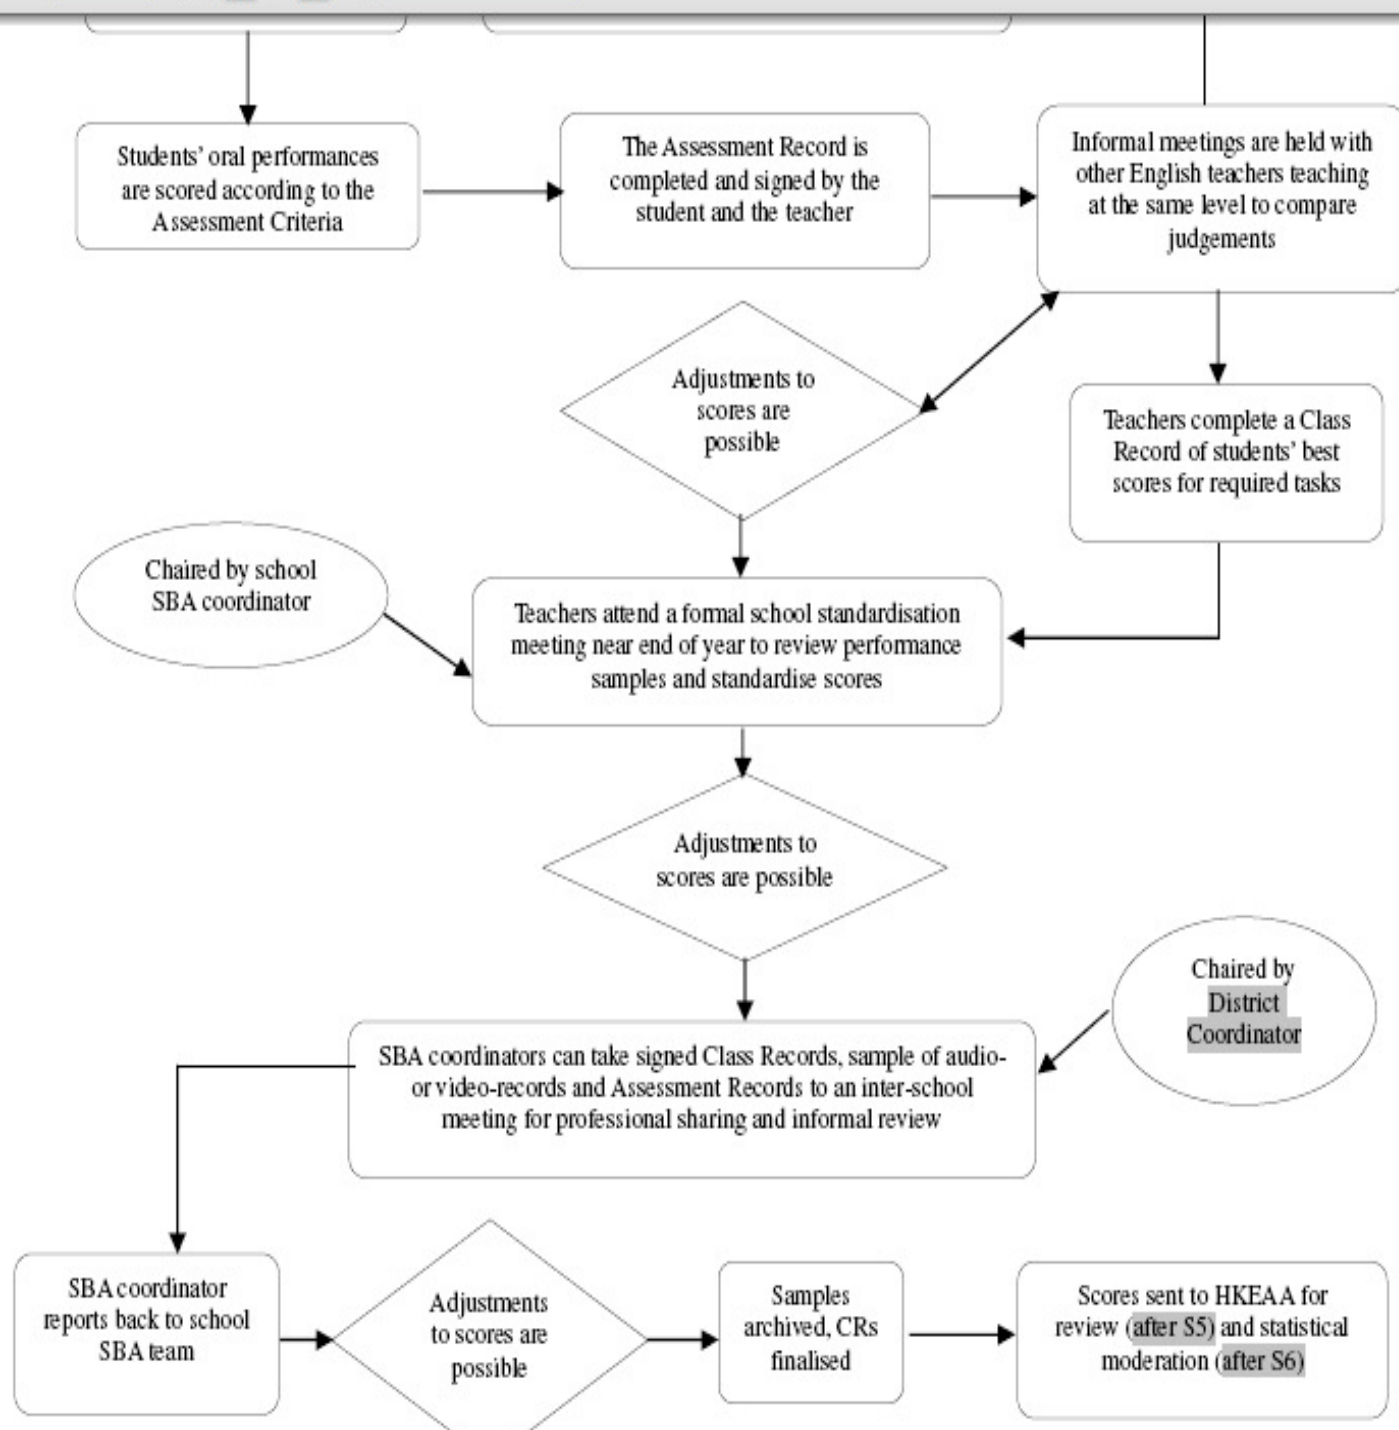 Students' oral performances
are scored according to the
Assessment Criteria
The Assessment Record is
completed and signed by the
student and the teacher
Informal meetings are held with
other English teachers teaching
at the same level to compare
judgements
Adjustments to
scores are
possible
Teachers complete a Class
Record of students' best
scores for required tasks
Chaired by school
SBA coordinator
Teachers attend a formal school standardisation
meeting near end of year to review performance
samples and standardise scores
Adjustments to
scores are possible
Chaired by
District
Coordinator
SBA coordinators can take signed Class Records, sample of audio-
or video-records and Assessment Records to an inter-school
meeting for professional sharing and informal review
SBA coordinator
reports back to school
SBA team
Adjustments
to scores are
possible
Samples
archived, CRs
finalised
Scores sent to HKEAA for
review (after S5) and statistical
moderation (after S6)